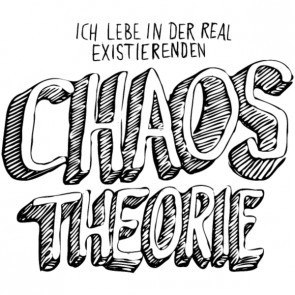 ICH LEBE IN DER REAL
EXISTIERENDEN
CHAOS
THEORIE